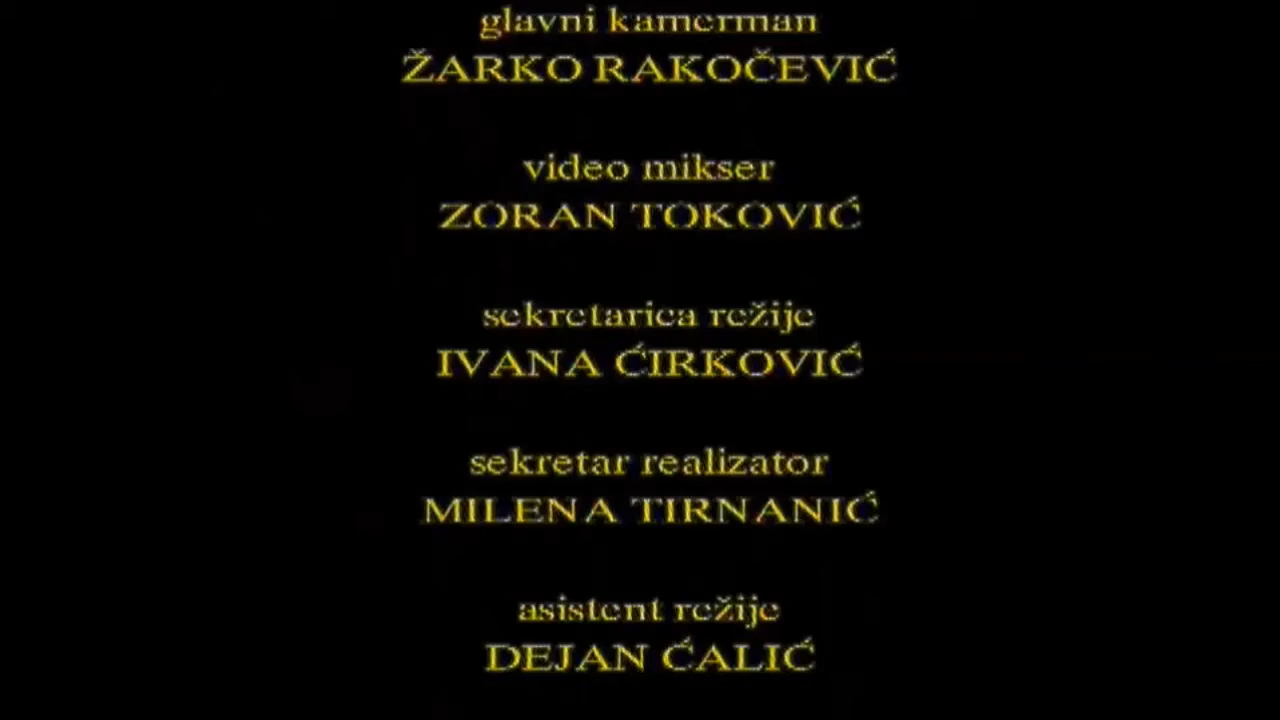 glavni kamerman
ŽARKO RAKOČEVIĆ
video mikser
ZORAN TOKOVIĆ
sekretarica režije
IVANA ĆIRKOVIĆ
sekretar realizator
MILENA TIRNANIĆ
asistent režije
DEJAN ĆALIĆ